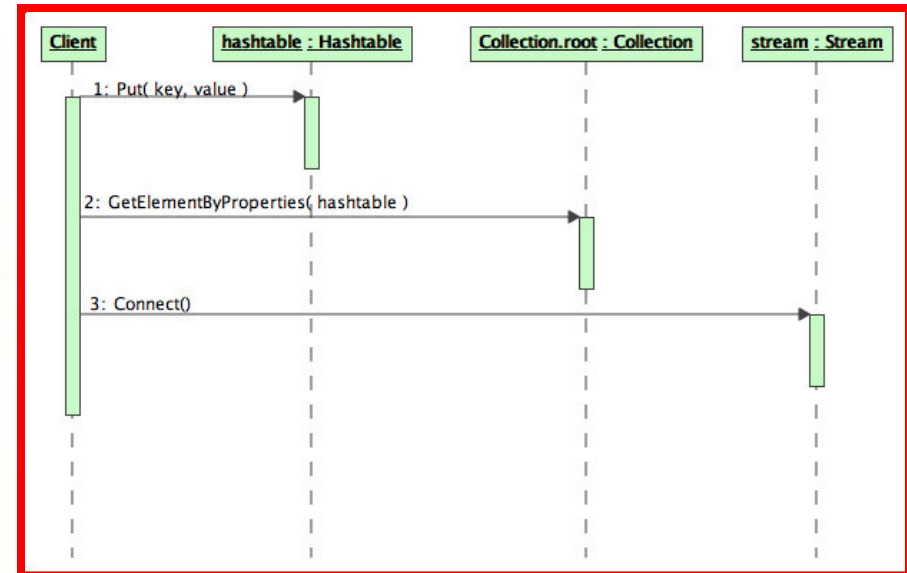 Client
hashtable : Hashtable
Collection.root : Collection
stream : Stream
1: Put( key, value )
2: GetElementByProperties( hashtable )
3: Connect()